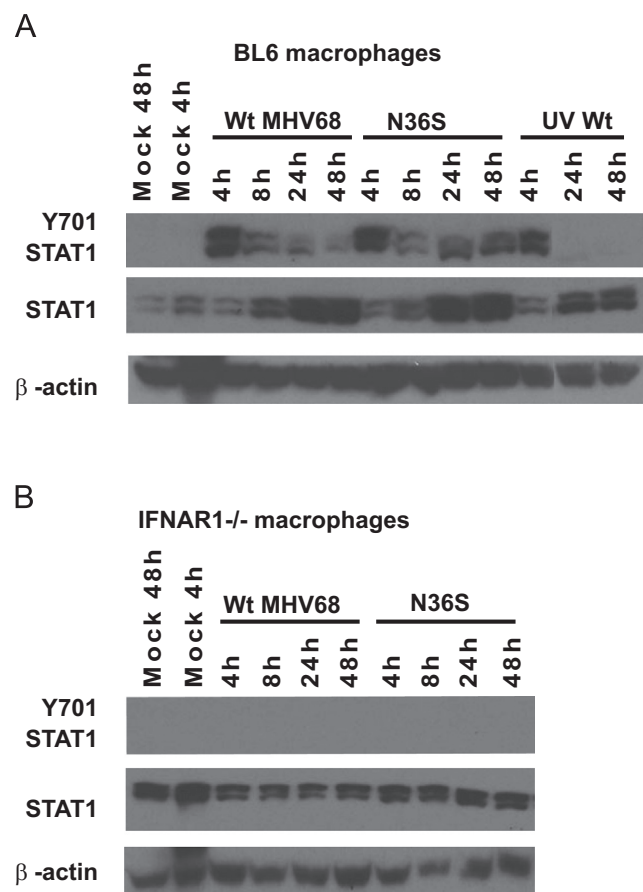 A
BL6 macrophages
Mock 48h
Mock 4h
Wt MHV68
N36S
UV Wt
4h
8h
24h
48h
4h
8h
24h
48h
4h
24h
48h
Y701
STAT1
STAT1
β -actin
B
IFNAR1-/- macrophages
Mock 48h
Mock 4h
Wt MHV68
N36S
4h
8h
24h
48h
4h
8h
24h
48h
Y701
STAT1
STAT1
β -actin